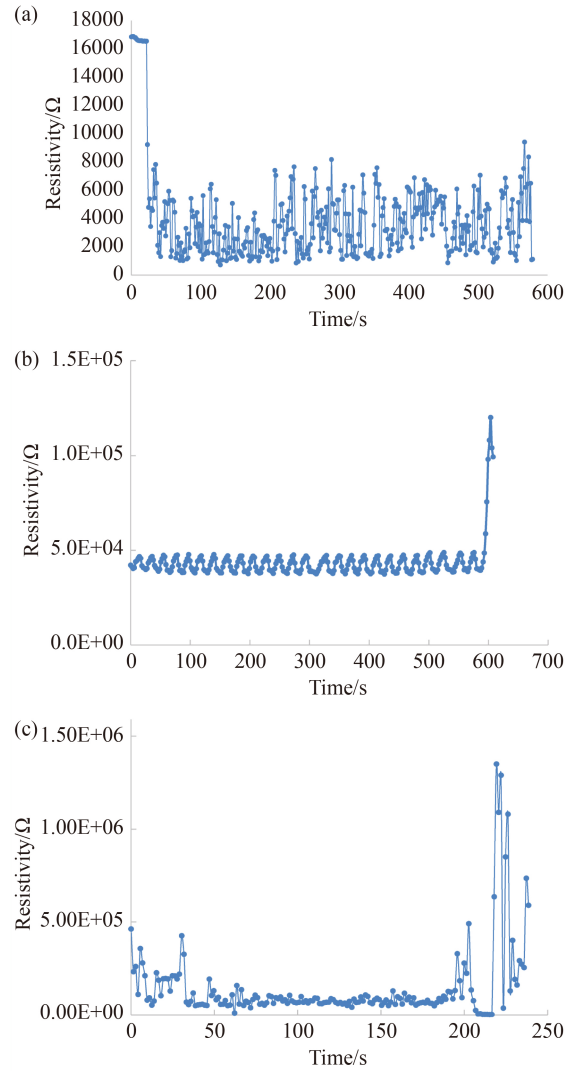 (a)
18000
16000
14000
12000
10000
8000
6000
4000
2000
0
Resistivity/Ω
0 100 200 300 400 500 600
Time/s
(b)
1.5E+05
1.0E+05
5.0E+04
0.0E+00
Resistivity/Ω
0 100 200 300 400 500 600 700
Time/s
(c)
1.50E+06
1.00E+06
5.00E+05
0.00E+00
Resistivity/Ω
0 50 100 150 200 250
Time/s